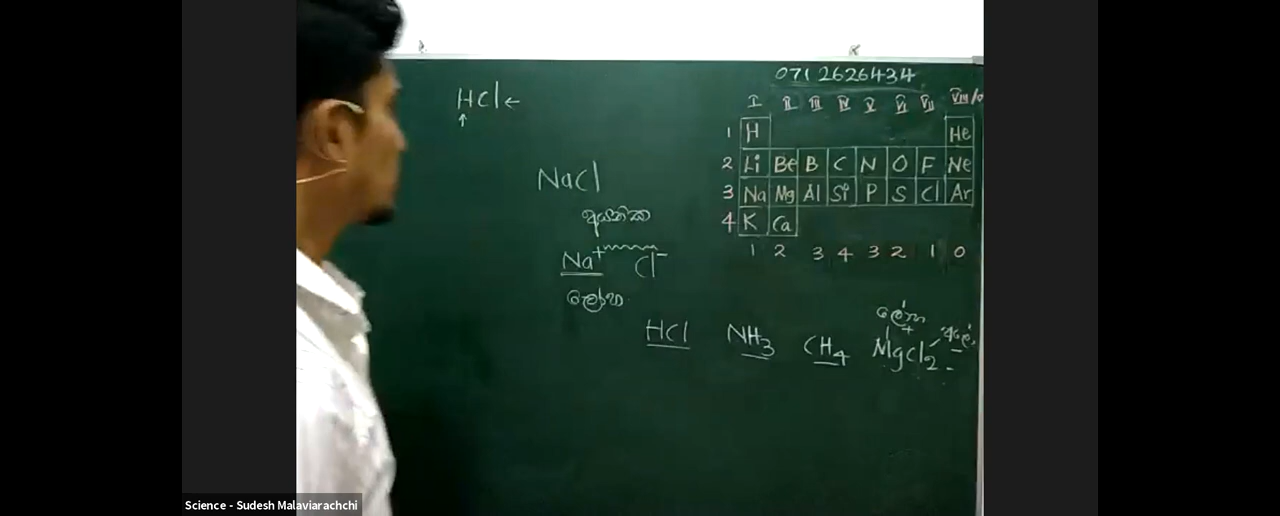 071 2626434
HCl ←
I II III IV V VI VII VIII/0
1 H He
2 Li Be B C N O F Ne
3 Na Mg Al Si P S Cl Ar
4 K Ca
1 2 3 4 3 2 1 0
NaCl
අයනික
Na+ Cl-
ලෝහ
ලෝහ
HCl NH3 CH4 MgCl2
Science - Sudesh Malaviarachchi